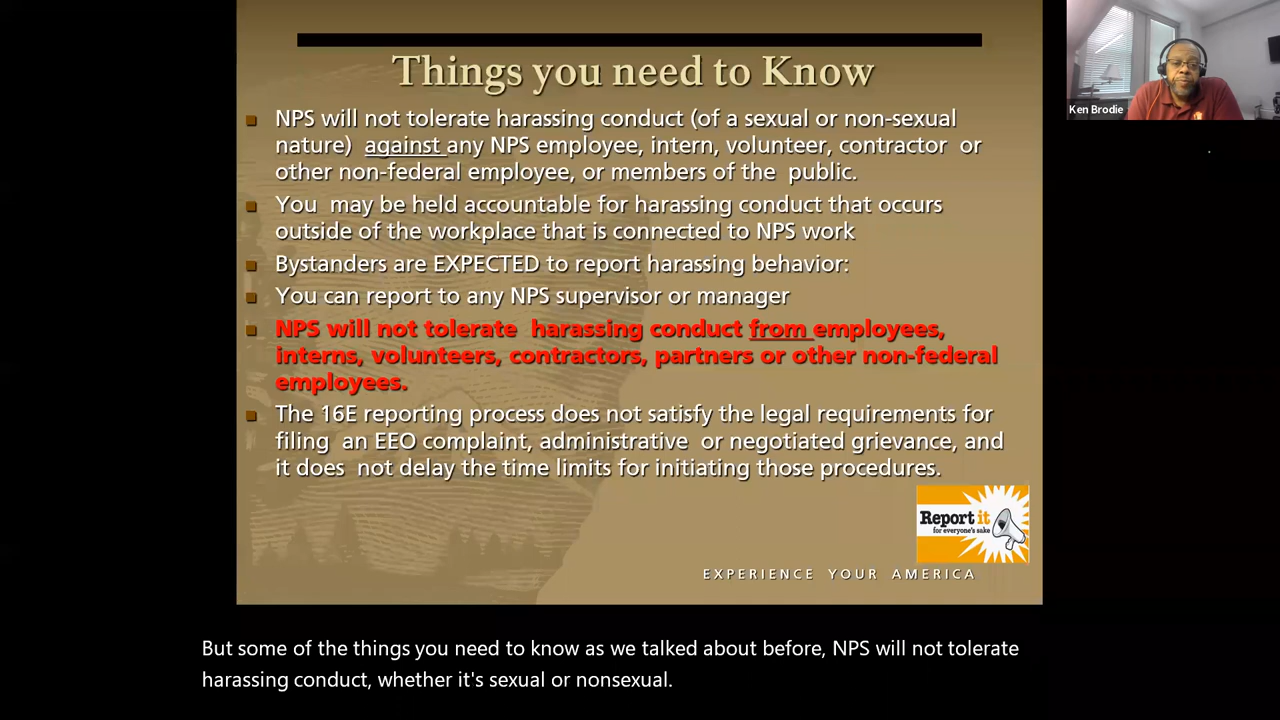 Things you need to Know
NPS will not tolerate harassing conduct (of a sexual or non-sexual
nature) against any NPS employee, intern, volunteer, contractor or
other non-federal employee, or members of the public.
You may be held accountable for harassing conduct that occurs
outside of the workplace that is connected to NPS work
Bystanders are EXPECTED to report harassing behavior:
You can report to any NPS supervisor or manager
NPS will not tolerate harassing conduct from employees,
interns, volunteers, contractors, partners or other non-federal
employees.
The 16E reporting process does not satisfy the legal requirements for
filing an EEO complaint, administrative or negotiated grievance, and
it does not delay the time limits for initiating those procedures.
Report it
for everyone's sake
EXPERIENCE YOUR AMERICA
Ken Brodie
But some of the things you need to know as we talked about before, NPS will not tolerate
harassing conduct, whether it's sexual or nonsexual.